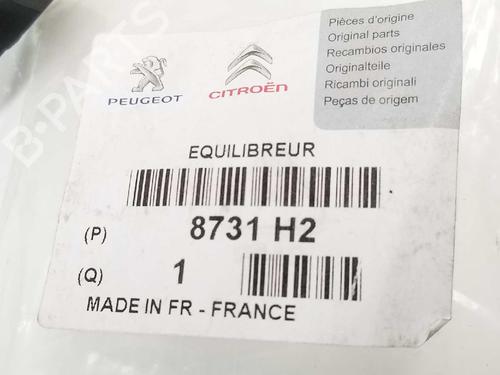 Pièces d'origine
Original parts
Recambios originales
Originalteile
Ricambi originali
Peças de origem
PEUGEOT
CITROËN
B-PARTS
EQUILIBREUR
(P) 8731 H2
(Q) 1
MADE IN FR - FRANCE